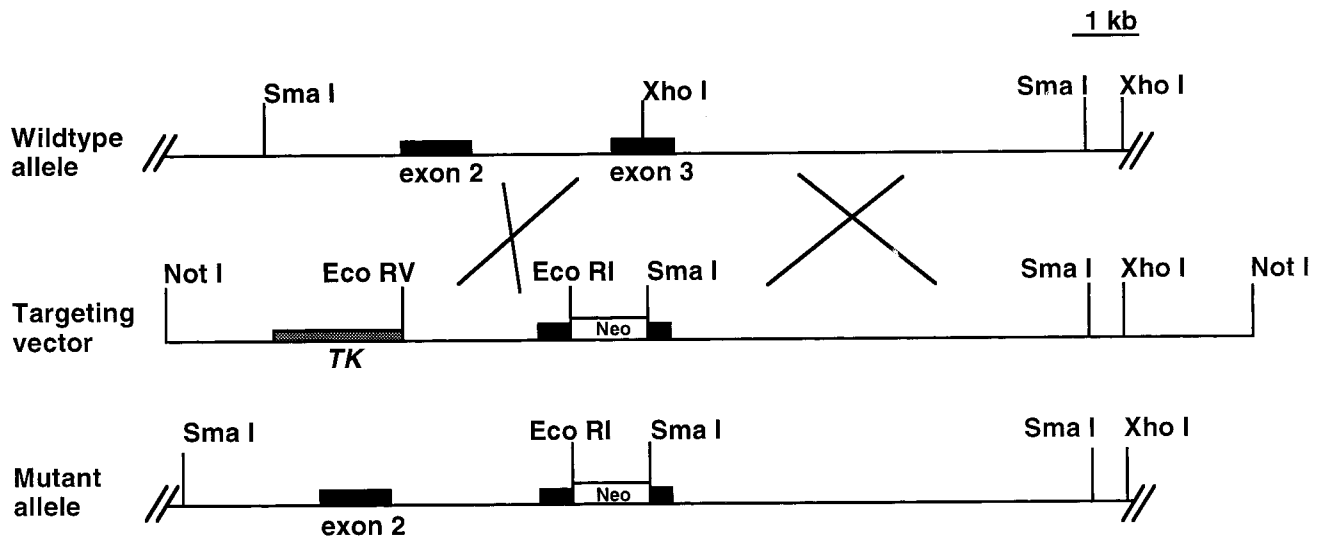 1 kb
Sma I
Xho I
Sma I
Xho I
Wildtype
allele
exon 2
exon 3
Not I
Eco RV
Eco RI
Sma I
Sma I
Xho I
Not I
Targeting
vector
Neo
TK
Sma I
Eco RI
Sma I
Sma I
Xho I
Mutant
allele
Neo
exon 2